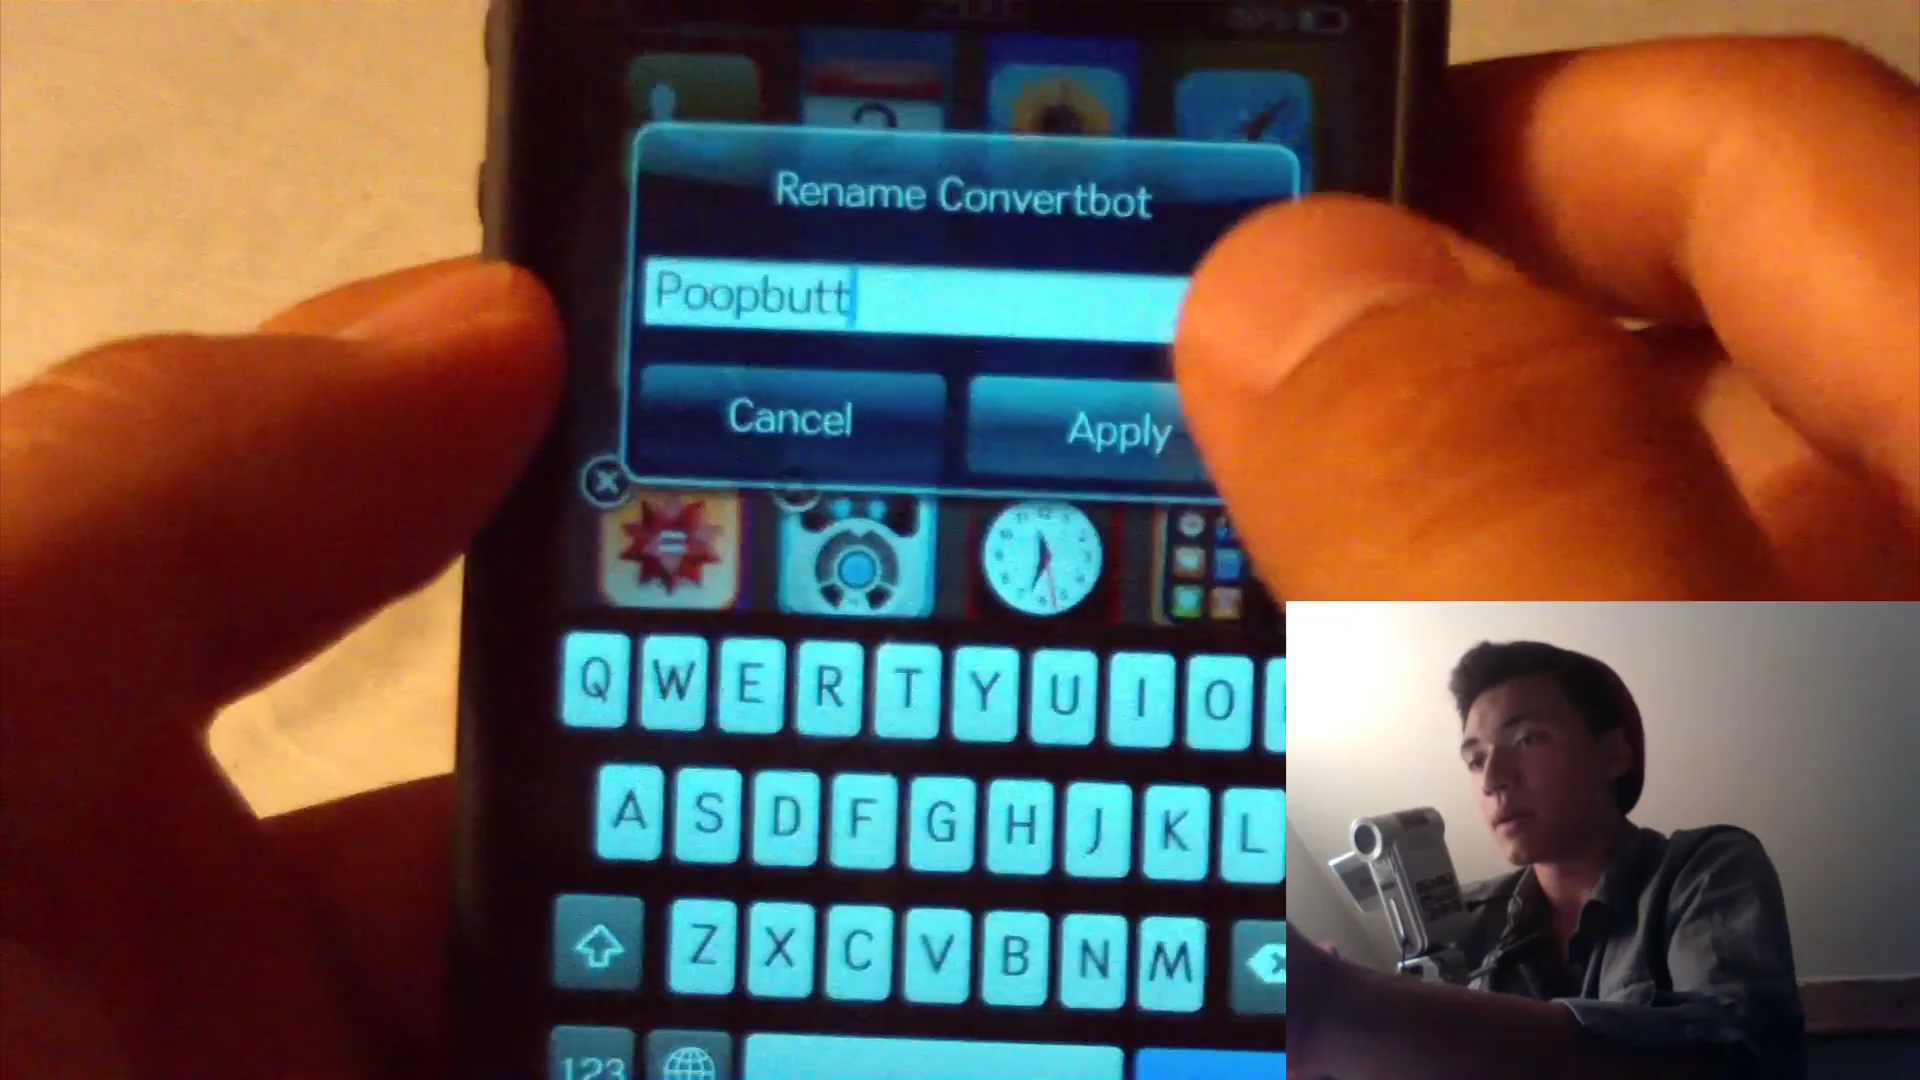 Rename Convertbot
Poopbutt
Cancel Apply
Q W E R T Y U I O
A S D F G H J K L
Z X C V B N M
123